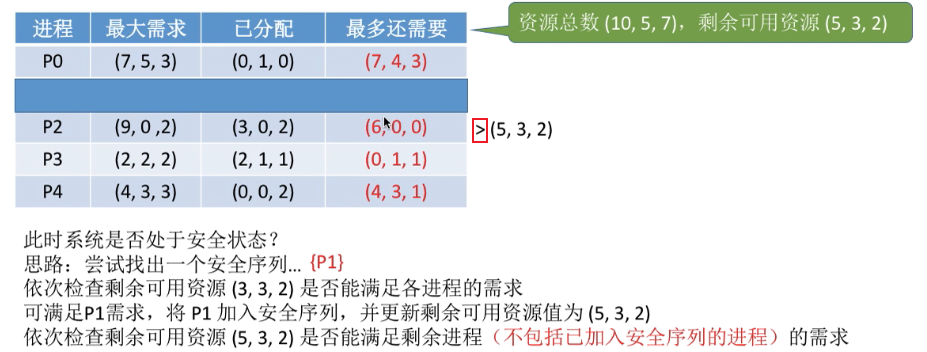 资源总数 (10, 5, 7)，剩余可用资源 (5, 3, 2)
进程 最大需求 已分配 最多还需要
P0 (7, 5, 3) (0, 1, 0) (7, 4, 3)
P2 (9, 0 ,2) (3, 0, 2) (6, 0, 0) > (5, 3, 2)
P3 (2, 2, 2) (2, 1, 1) (0, 1, 1)
P4 (4, 3, 3) (0, 0, 2) (4, 3, 1)
此时系统是否处于安全状态？
思路：尝试找出一个安全序列... {P1}
依次检查剩余可用资源 (3, 3, 2) 是否能满足各进程的需求
可满足P1需求，将 P1 加入安全序列，并更新剩余可用资源值为 (5, 3, 2)
依次检查剩余可用资源 (5, 3, 2) 是否能满足剩余进程（不包括已加入安全序列的进程）的需求